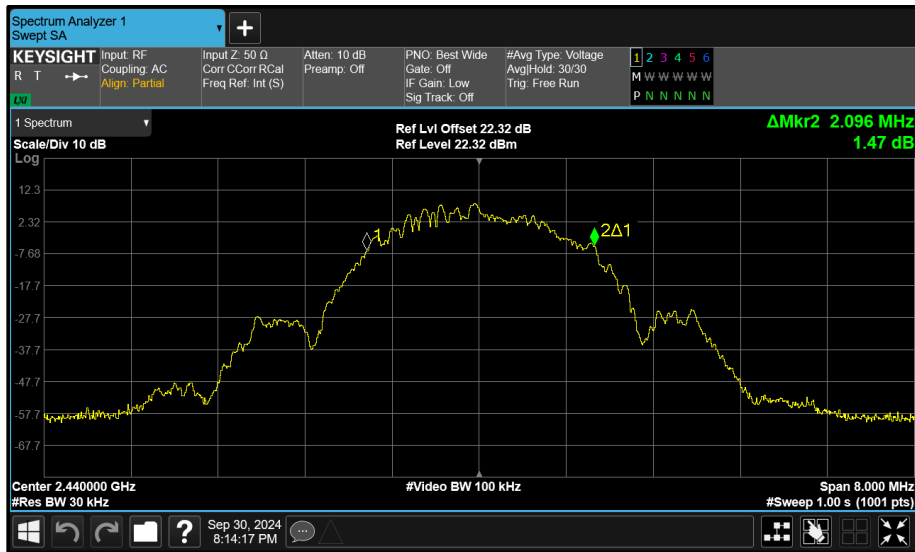 Spectrum Analyzer 1
Swept SA
+
KEYSIGHT
R T
LXI
Input: RF
Coupling: AC
Align: Partial
Input Z: 50 Ω
Corr CCorr RCal
Freq Ref: Int (S)
Atten: 10 dB
Preamp: Off
PNO: Best Wide
Gate: Off
IF Gain: Low
Sig Track: Off
#Avg Type: Voltage
Avg|Hold: 30/30
Trig: Free Run
1 2 3 4 5 6
M W W W W W
P N N N N N
1 Spectrum
Scale/Div 10 dB
Ref Lvl Offset 22.32 dB
Ref Level 22.32 dBm
ΔMkr2 2.096 MHz
1.47 dB
Log
12.3
2.32
-7.68
-17.7
-27.7
-37.7
-47.7
-57.7
-67.7
1
2Δ1
Center 2.440000 GHz
#Res BW 30 kHz
#Video BW 100 kHz
Span 8.000 MHz
#Sweep 1.00 s (1001 pts)
?
Sep 30, 2024
8:14:17 PM